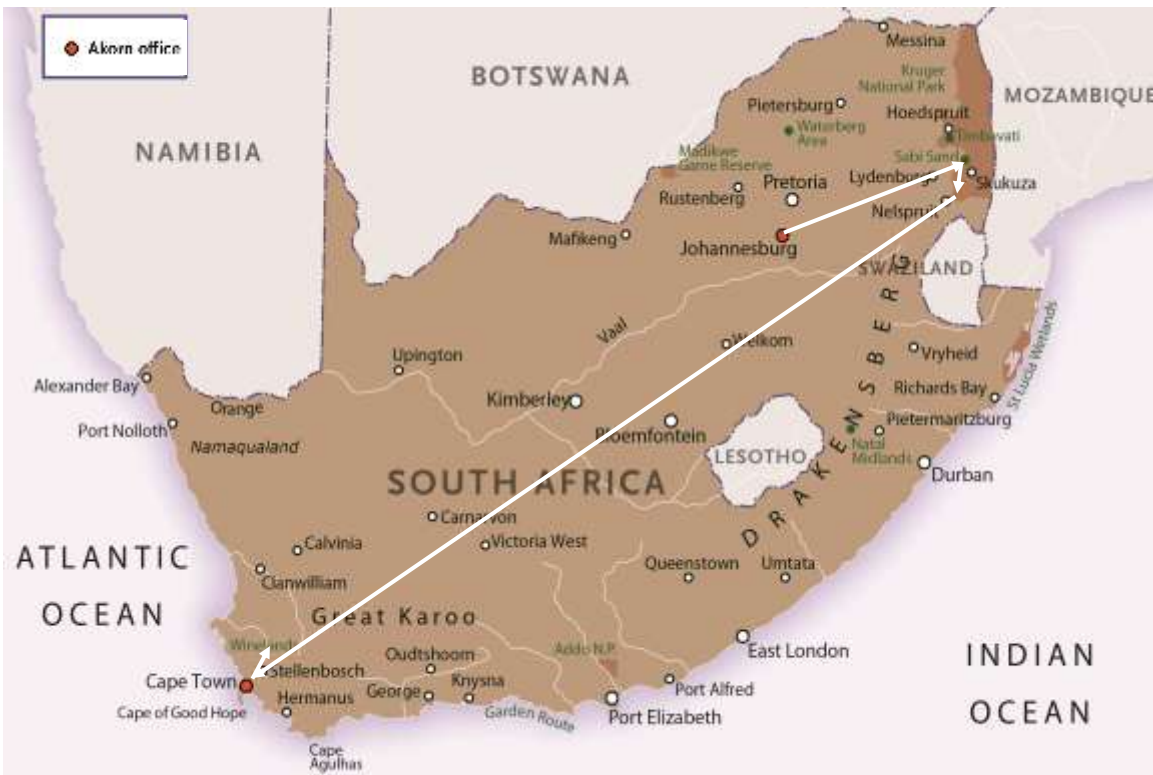 Akorn office
Messina
Kruger
National Park
BOTSWANA
MOZAMBIQUE
Pietersburg
Hoedspruit
Waterberg
Area
Timbavati
NAMIBIA
Madikwe
Game Reserve
Sabi Sand
Pretoria
Lydenburg
Skukuza
Rustenberg
Nelspruit
Mafikeng
Johannesburg
SWAZILAND
Vaal
Welkom
Vryheid
Upington
St Lucia Wetlands
Alexander Bay
Richards Bay
Kimberley
Orange
Pietermaritzburg
Port Nolloth
Bloemfontein
Namaqualand
Natal
Midlands
LESOTHO
Durban
SOUTH AFRICA
DRAKENSBERG
Carnarvon
Calvinia
Victoria West
ATLANTIC
OCEAN
Queenstown
Umtata
Clanwilliam
Great Karoo
Winelands
Addo N.P.
East London
INDIAN
OCEAN
Oudtshoorn
Stellenbosch
Cape Town
Hermanus
George
Knysna
Port Alfred
Cape of Good Hope
Garden Route
Port Elizabeth
Cape
Agulhas